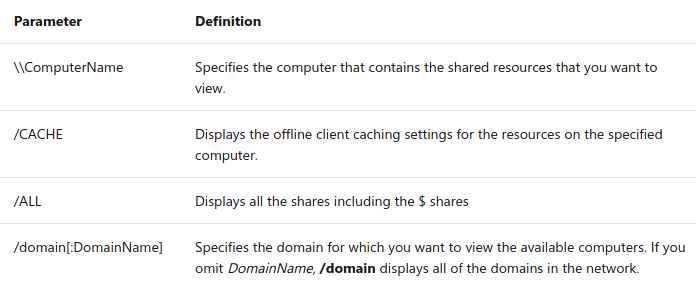 Parameter Definition
\\ComputerName Specifies the computer that contains the shared resources that you want to
view.
/CACHE Displays the offline client caching settings for the resources on the specified
computer.
/ALL Displays all the shares including the $ shares
/domain[:DomainName] Specifies the domain for which you want to view the available computers. If you
omit DomainName, /domain displays all of the domains in the network.